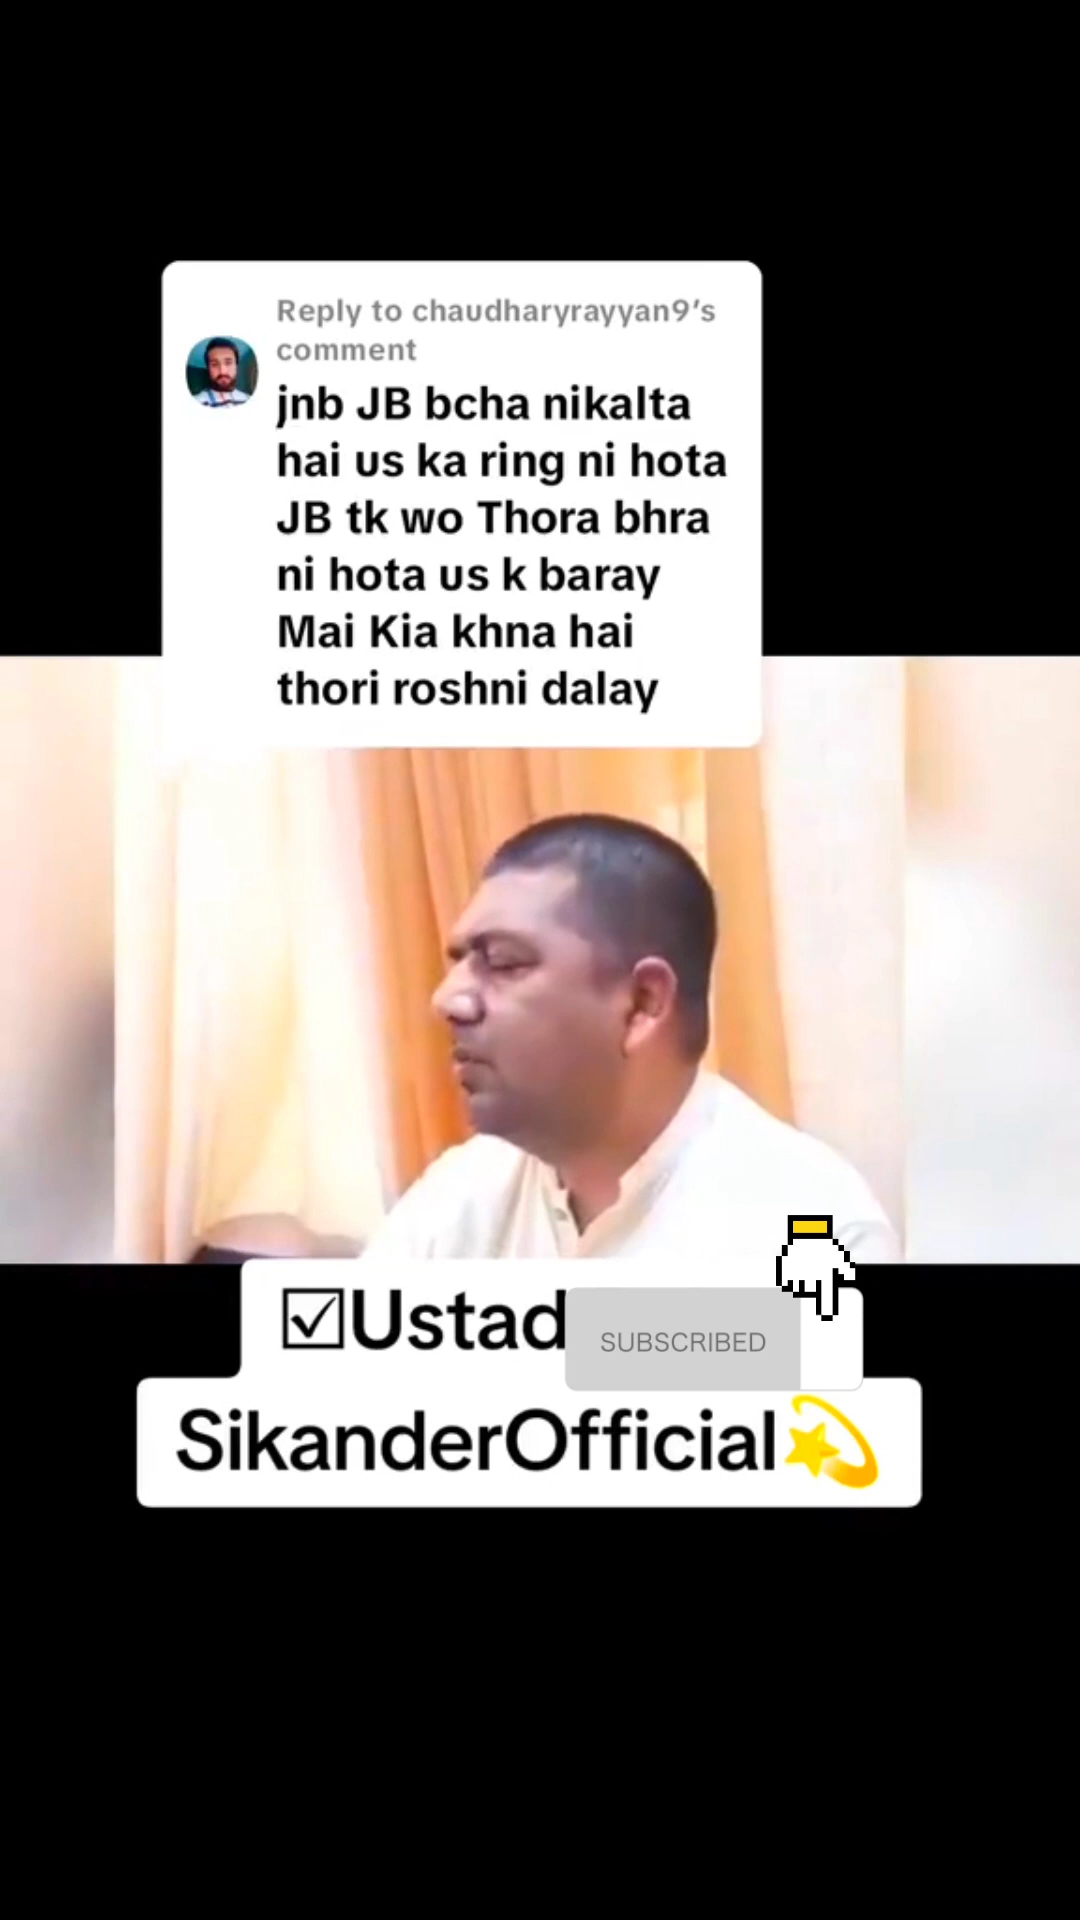 Reply to chaudharyrayyan9's
comment
jnb JB bcha nikalta
hai us ka ring ni hota
JB tk wo Thora bhra
ni hota us k baray
Mai Kia khna hai
thori roshni dalay
☑Ustad
SUBSCRIBED
SikanderOfficial💫